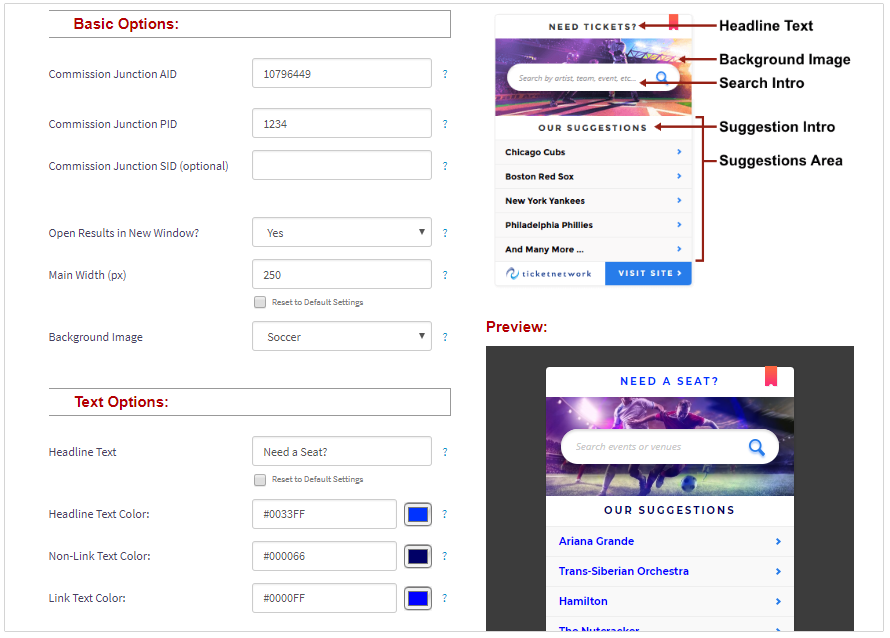 Basic Options:
Commission Junction AID
10796449
?
Commission Junction PID
1234
?
Commission Junction SID (optional)
?
Open Results in New Window?
Yes
?
Main Width (px)
250
?
Reset to Default Settings
Background Image
Soccer
?
Text Options:
Headline Text
Need a Seat?
?
Reset to Default Settings
Headline Text Color:
#0033FF
?
Non-Link Text Color:
#000066
?
Link Text Color:
#0000FF
?
NEED TICKETS?
Headline Text
Background Image
Search by artist, team, event, etc...
Search Intro
OUR SUGGESTIONS
Suggestion Intro
Suggestions Area
Chicago Cubs
Boston Red Sox
New York Yankees
Philadelphia Phillies
And Many More ...
ticketnetwork
VISIT SITE
Preview:
NEED A SEAT?
Search events or venues
OUR SUGGESTIONS
Ariana Grande
Trans-Siberian Orchestra
Hamilton
The Nutcracker